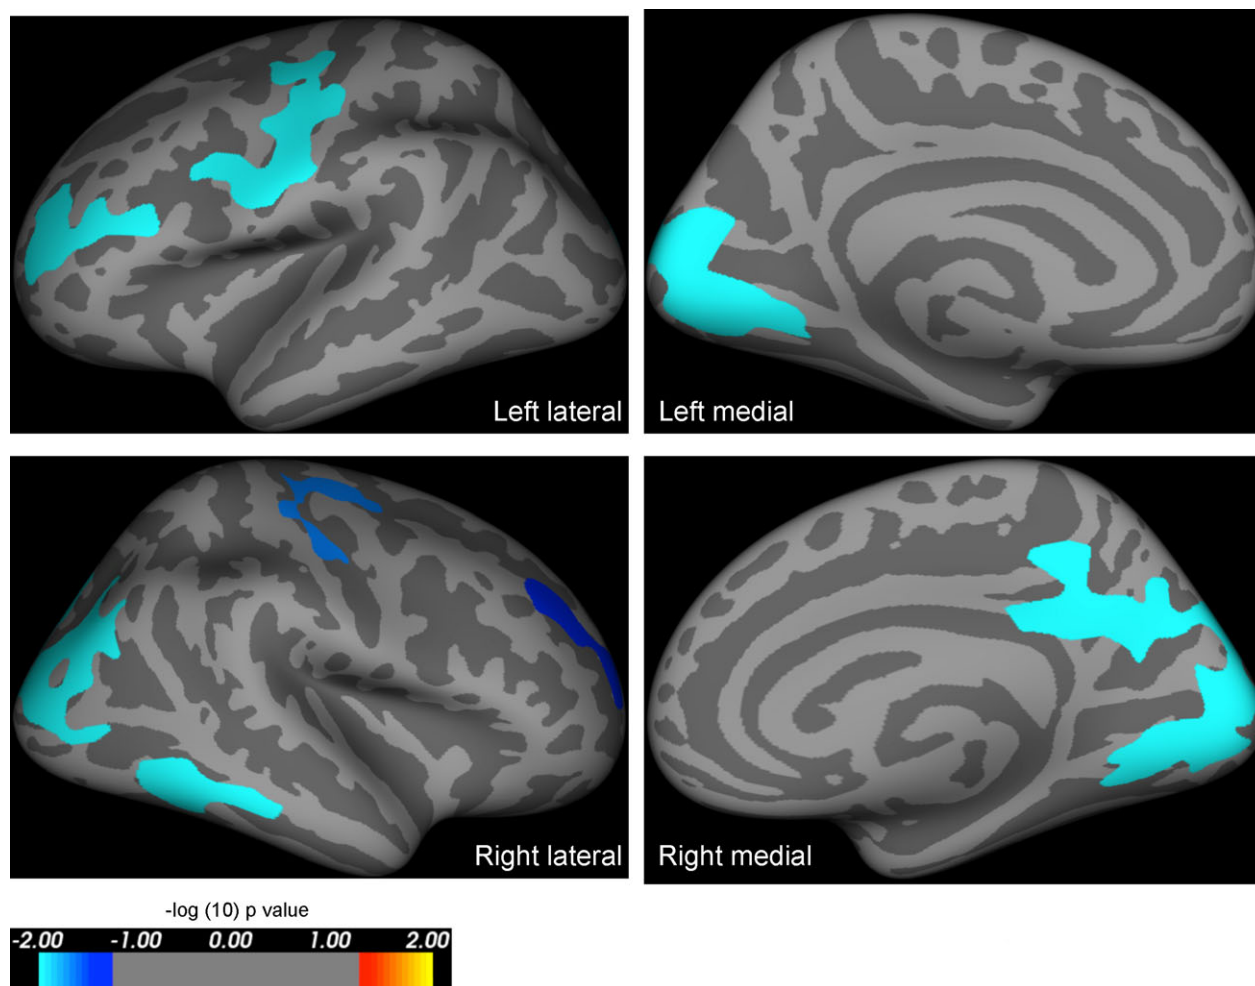 Left lateral
Left medial
Right lateral
Right medial
-log (10) p value
-2.00 -1.00 0.00 1.00 2.00